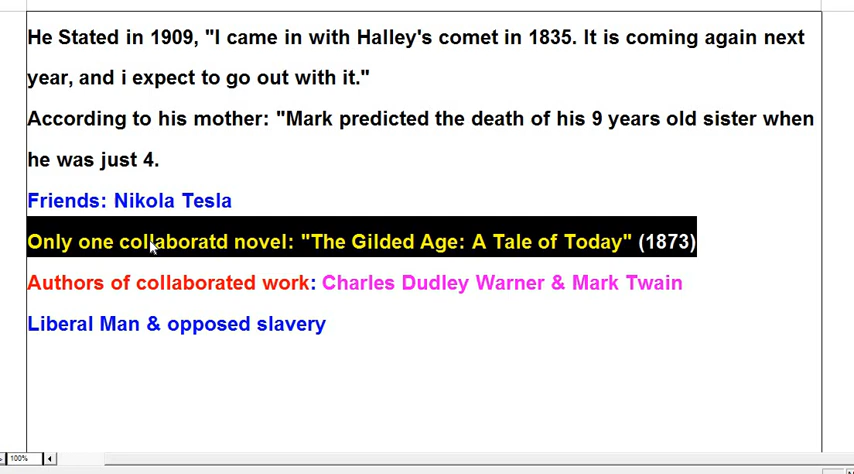 He Stated in 1909, "I came in with Halley's comet in 1835. It is coming again next
year, and i expect to go out with it."
According to his mother: "Mark predicted the death of his 9 years old sister when
he was just 4.
Friends: Nikola Tesla
Only one collaboratd novel: "The Gilded Age: A Tale of Today" (1873)
Authors of collaborated work: Charles Dudley Warner & Mark Twain
Liberal Man & opposed slavery
100%